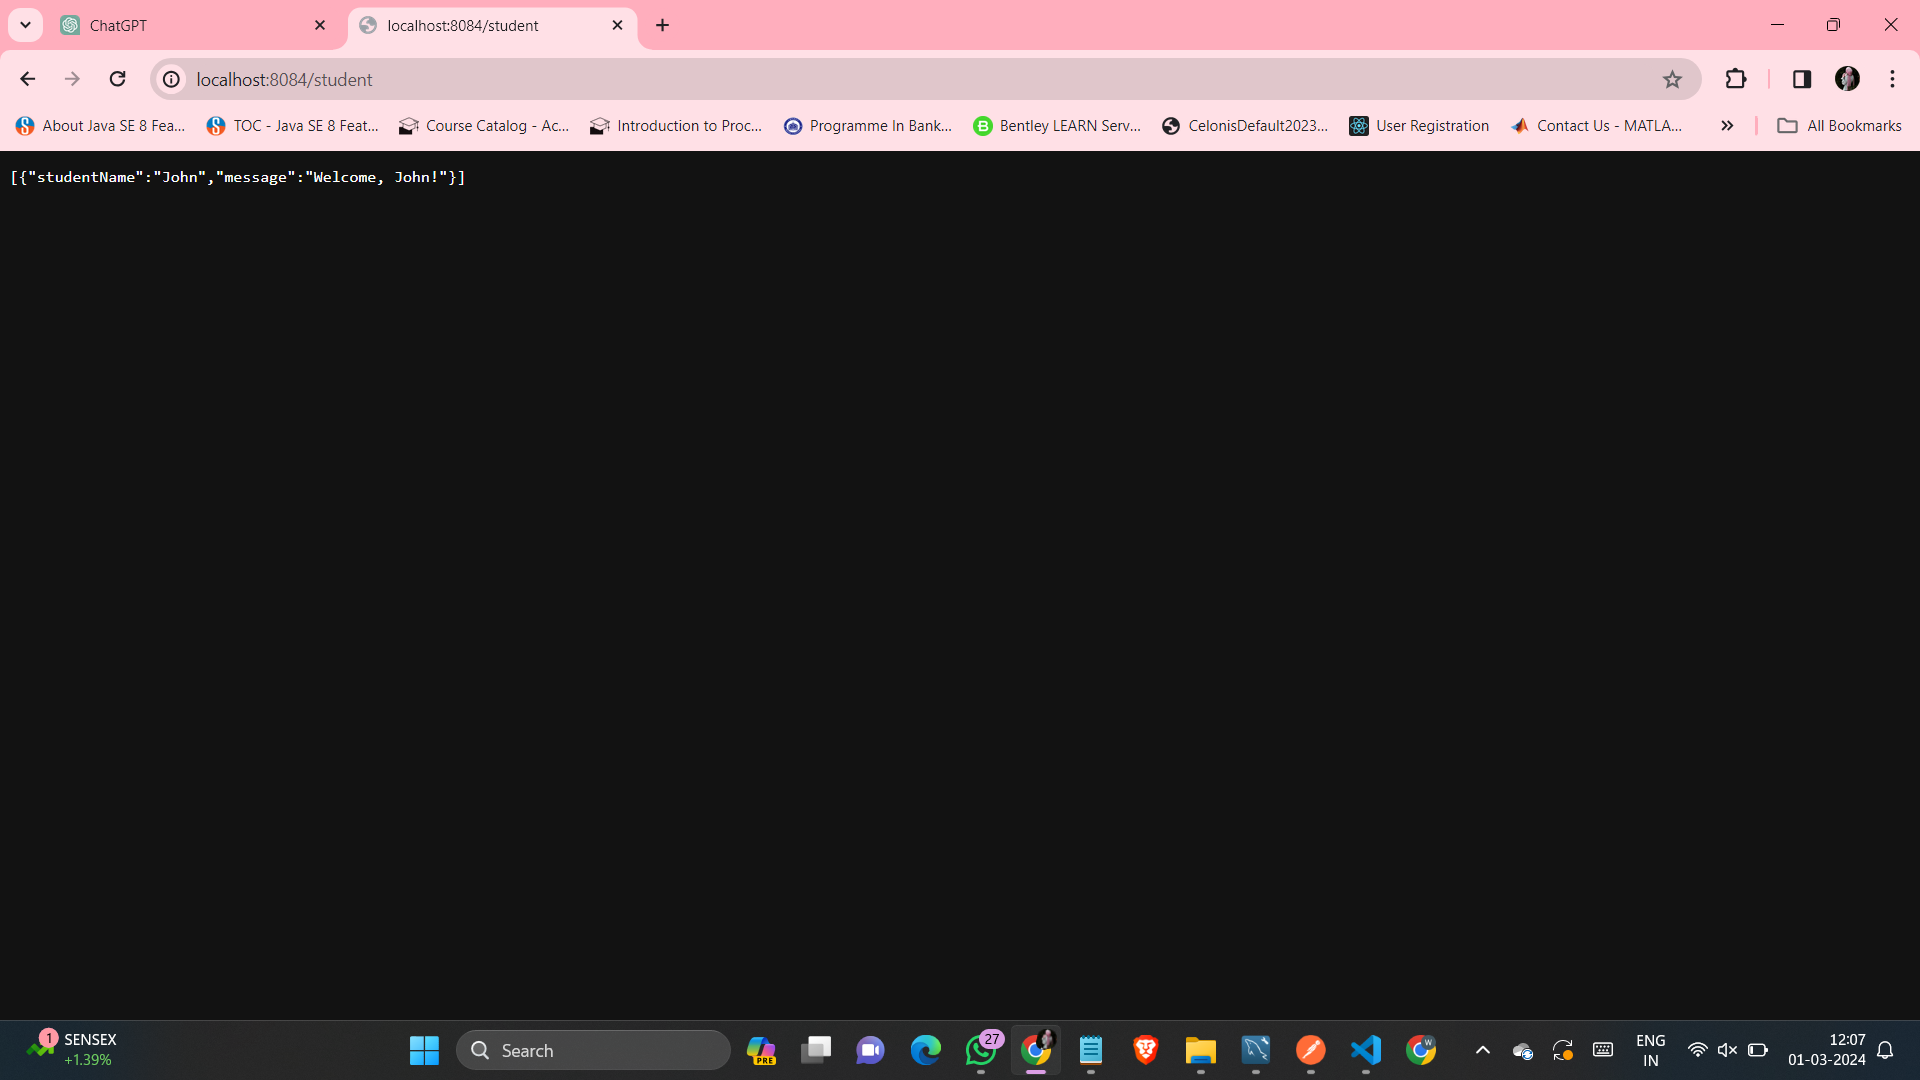 ChatGPT
localhost:8084/student
localhost:8084/student
About Java SE 8 Fea...
TOC - Java SE 8 Feat...
Course Catalog - Ac...
Introduction to Proc...
Programme In Bank...
Bentley LEARN Serv...
CelonisDefault2023...
User Registration
Contact Us - MATLA...
All Bookmarks
[{"studentName":"John","message":"Welcome, John!"}]
1
SENSEX
+1.39%
Search
PRE
27
W
ENG
IN
12:07
01-03-2024